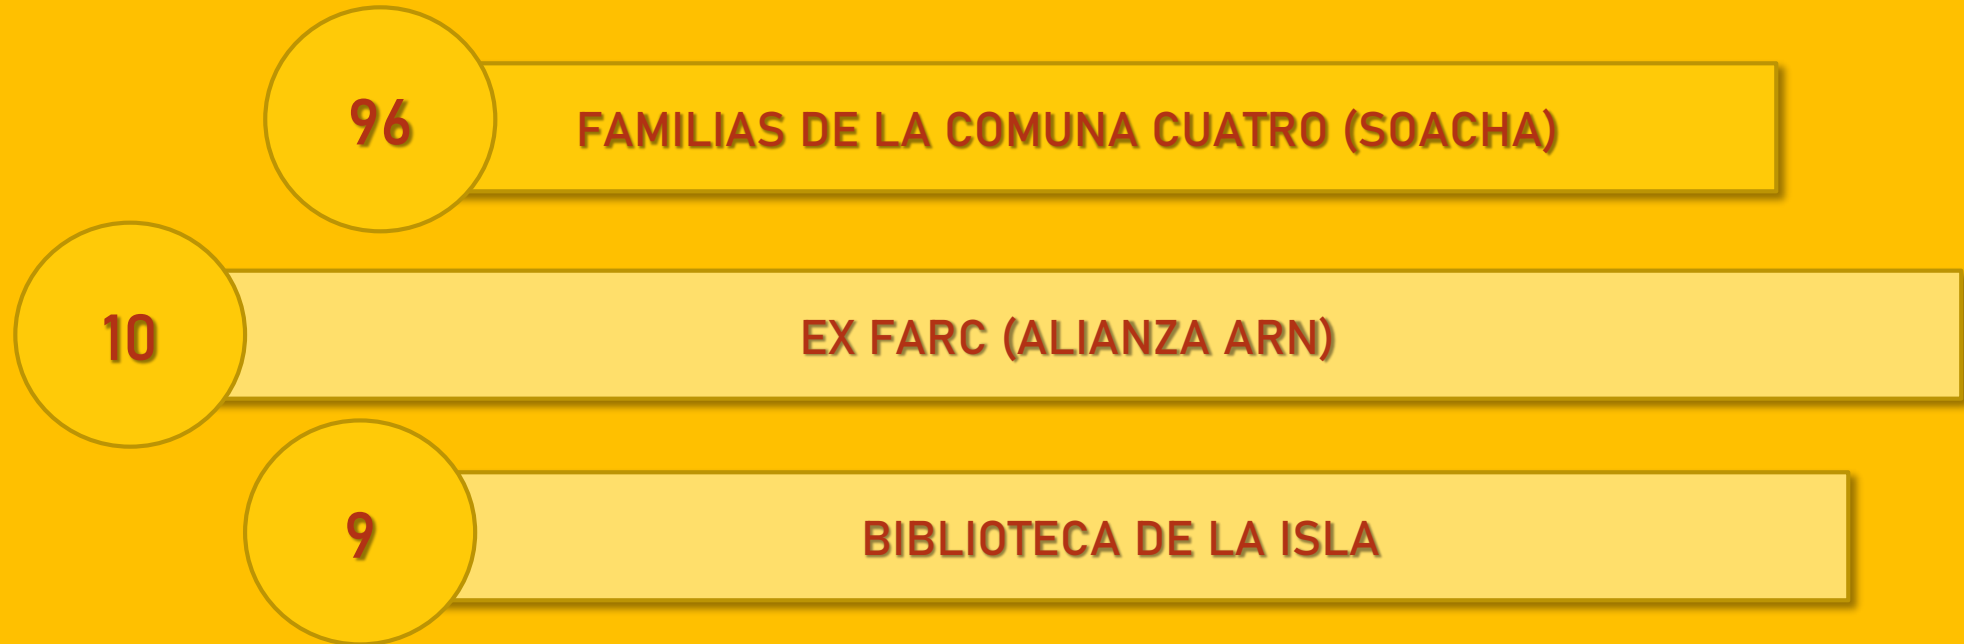 96
FAMILIAS DE LA COMUNA CUATRO (SOACHA)
10
EX FARC (ALIANZA ARN)
9
BIBLIOTECA DE LA ISLA